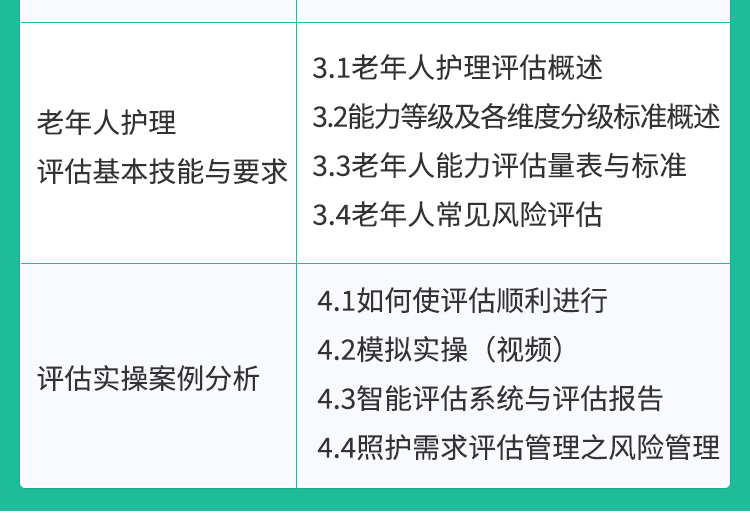 老年人护理
评估基本技能与要求
3.1老年人护理评估概述
3.2能力等级及各维度分级标准概述
3.3老年人能力评估量表与标准
3.4老年人常见风险评估
评估实操案例分析
4.1如何使评估顺利进行
4.2模拟实操（视频）
4.3智能评估系统与评估报告
4.4照护需求评估管理之风险管理